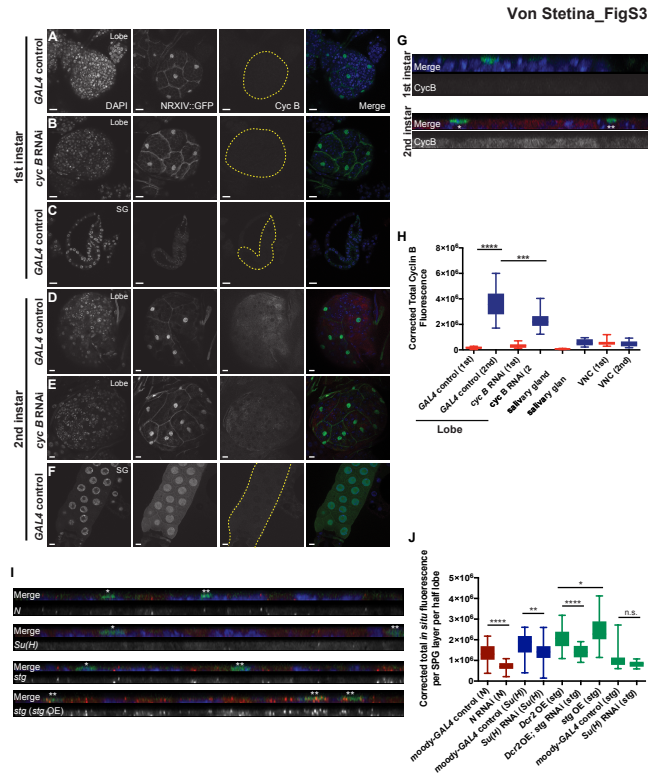 Von Stetina_FigS3
A
Lobe
GAL4 control
DAPI
NRXIV::GFP
Cyc B
Merge
B
Lobe
cyc B RNAi
C
SG
GAL4 control
1st instar
D
Lobe
GAL4 control
E
Lobe
cyc B RNAi
F
SG
GAL4 control
2nd instar
G
1st instar
Merge
CycB
2nd instar
Merge
* **
CycB
H
Corrected Total Cyclin B
Fluorescence
8×10⁶
6×10⁶
4×10⁶
2×10⁶
0
**** ***
GAL4 control (1st)
GAL4 control (2nd)
cyc B RNAi (1st)
cyc B RNAi (2
salivary gland
salivary glan
VNC (1st)
VNC (2nd)
Lobe
I
Merge
* **
N
Merge
* **
Su(H)
Merge
* **
stg
Merge
** ** **
stg (stg OE)
J
Corrected total in situ fluorescence
per SPG layer per half lobe
5×10⁶
4×10⁶
3×10⁶
2×10⁶
1×10⁶
0
**** ** **** * n.s.
moody-GAL4 control (N)
N RNAi (N)
moody-GAL4 control (Su(H))
Su(H) RNAi (Su(H))
Dcr2 OE (stg)
Dcr2OE; stg RNAi (stg)
stg OE (stg)
moody-GAL4 control (stg)
Su(H) RNAi (stg)